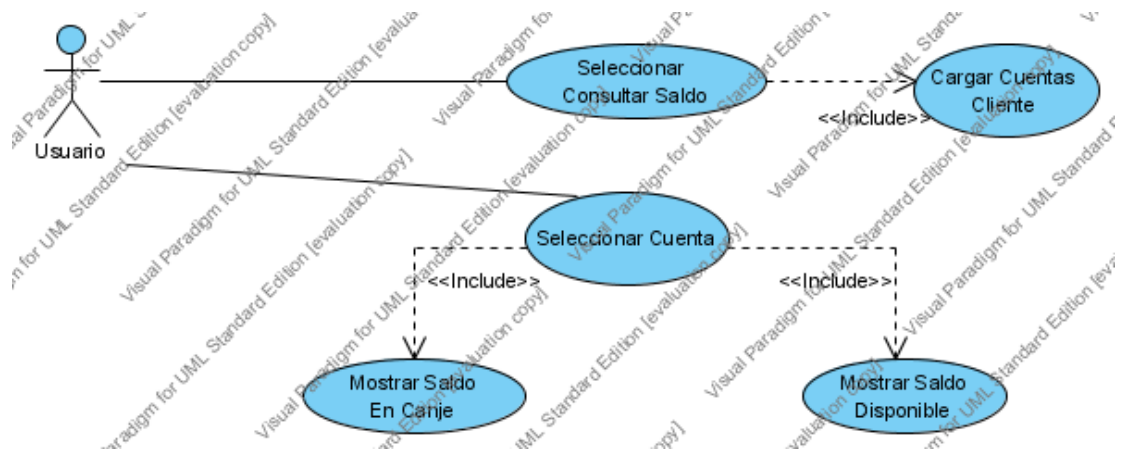 Seleccionar
Consultar Saldo
Cargar Cuentas
Cliente
<<Include>>
Usuario
Seleccionar Cuenta
<<Include>>
<<Include>>
Mostrar Saldo
En Canje
Mostrar Saldo
Disponible
Visual Paradigm for UML Standard Edition [evaluation copy]